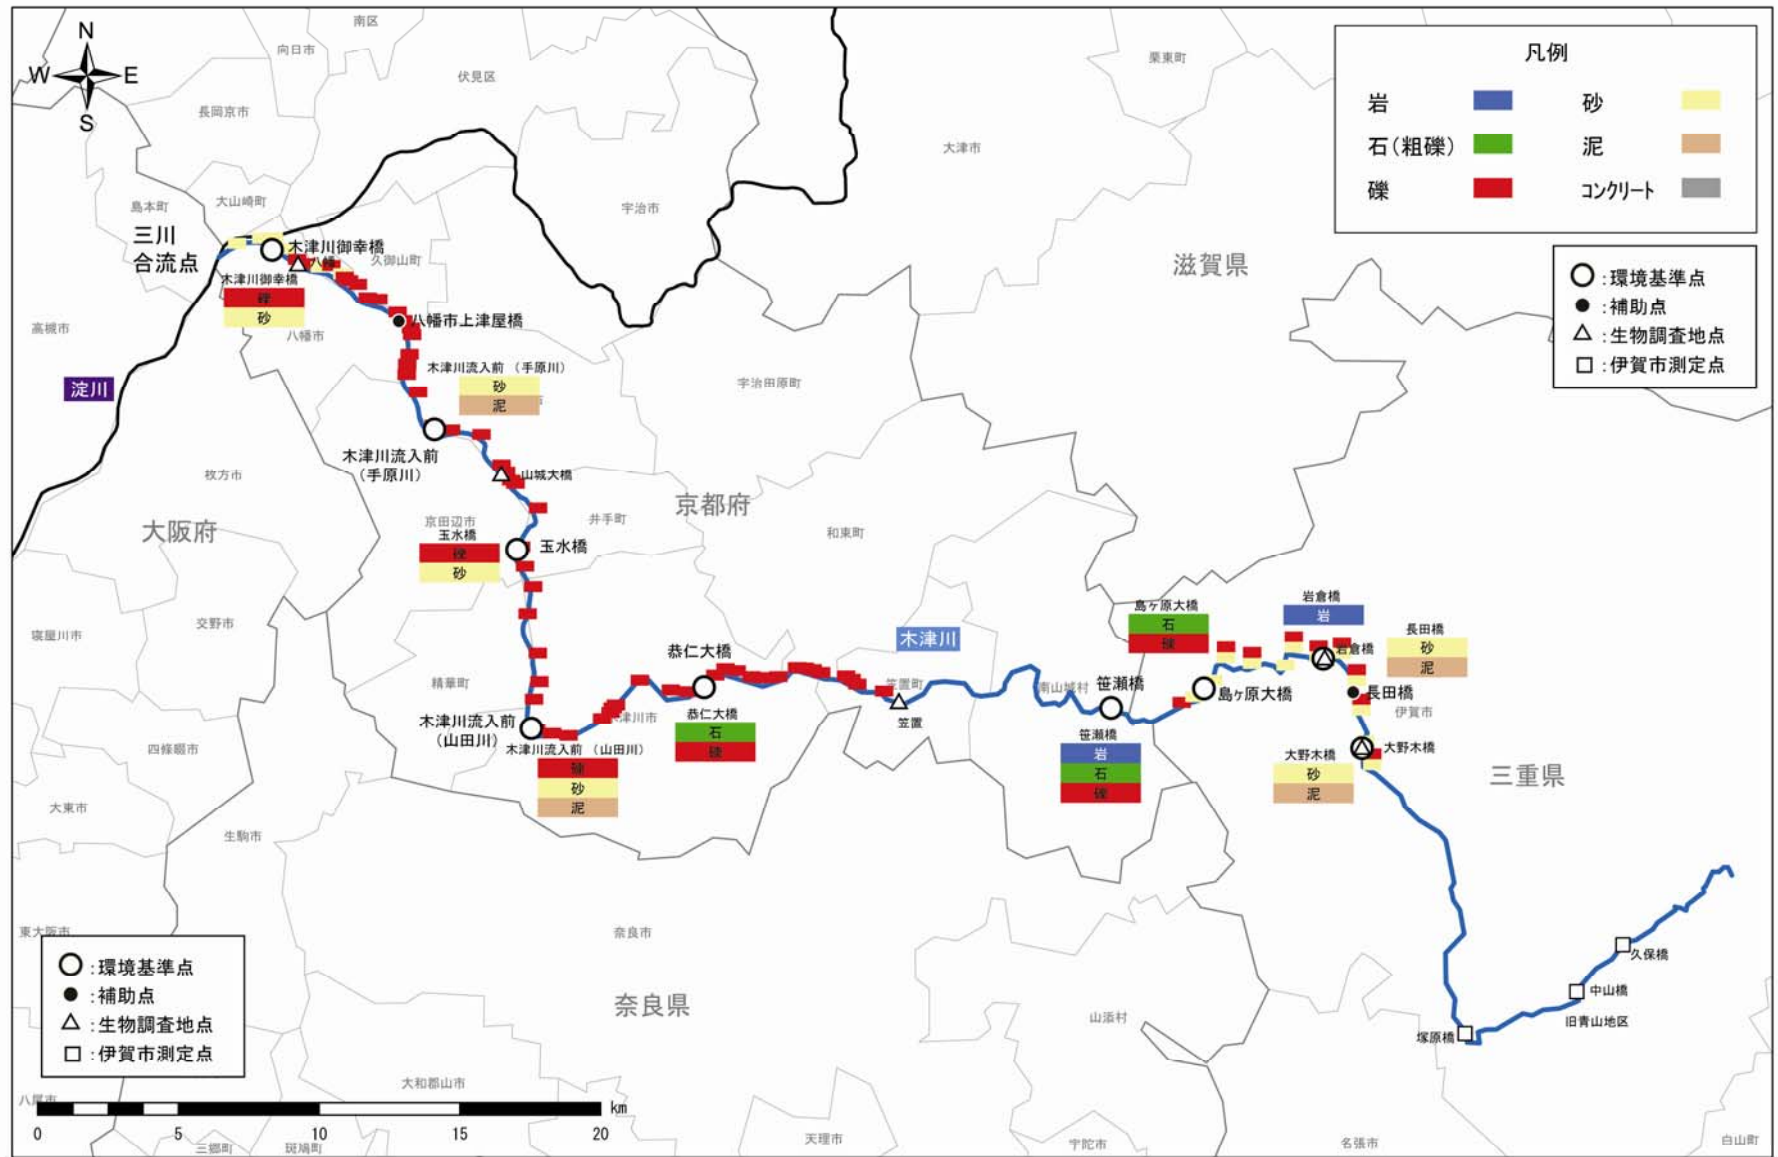 N
W
E
S
南区
向日市
伏見区
長岡京市
栗東町
大津市
凡例
岩
砂
石(粗礫)
泥
礫
コンクリート
島本町
大山崎町
宇治市
三川
合流点
木津川御幸橋
八幡
久御山町
木津川御幸橋
礫
砂
八幡市
滋賀県
○:環境基準点
●:補助点
△:生物調査地点
□:伊賀市測定点
高槻市
八幡市上津屋橋
淀川
木津川流入前 (手原川)
砂
泥
宇治田原町
木津川流入前
(手原川)
山城大橋
枚方市
大阪府
京都府
京田辺市
井手町
和束町
玉水橋
礫
砂
玉水橋
寝屋川市
交野市
木津川
島ヶ原大橋
石
礫
岩倉橋
岩
岩倉橋
長田橋
砂
泥
恭仁大橋
精華町
笠置町
南山城村
笹瀬橋
島ヶ原大橋
長田橋
伊賀市
木津川流入前
(山田川)
木津川市
恭仁大橋
石
礫
笠置
笹瀬橋
岩
石
礫
大野木橋
大野木橋
砂
泥
四條畷市
木津川流入前 (山田川)
礫
砂
泥
三重県
大東市
生駒市
東大阪市
奈良市
○:環境基準点
●:補助点
△:生物調査地点
□:伊賀市測定点
奈良県
山添村
久保橋
中山橋
旧青山地区
塚原橋
八尾市
大和郡山市
km
0 5 10 15 20
三郷町
斑鳩町
天理市
宇陀市
名張市
白山町